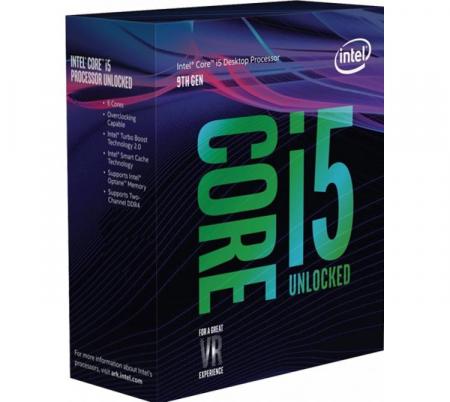 INTEL® CORE™ i5
PROCESSOR UNLOCKED
• 6 Cores
• Overclocking
Capable
• Intel® Turbo Boost
Technology 2.0
• Intel® Smart Cache
Technology
• Supports Intel®
Optane™ Memory
• Supports Two-
Channel DDR4
For more information about Intel®
processors, visit ark.intel.com
Intel® Core™ i5 Desktop Processor
9TH GEN
intel®
CORE
i5
UNLOCKED
FOR A GREAT
VR
EXPERIENCE